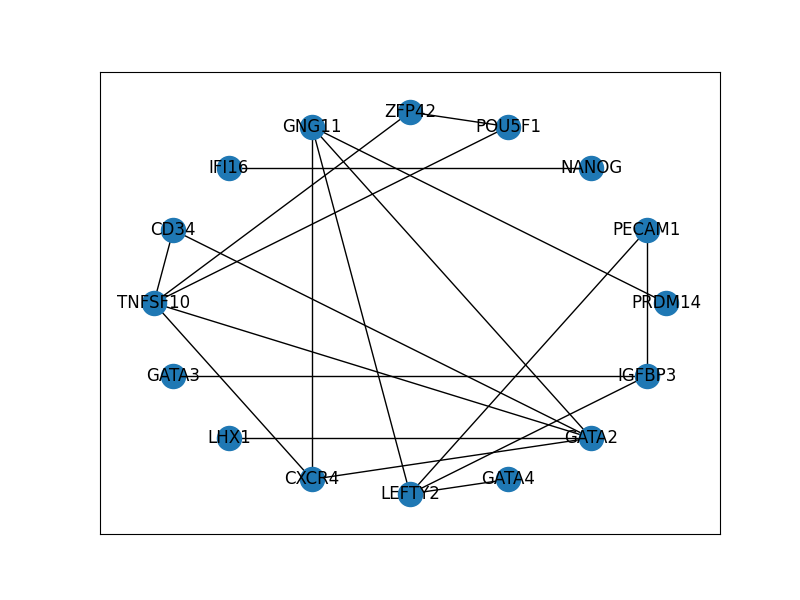 ZFP42
GNG11
POU5F1
IFI16
NANOG
CD34
PECAM1
TNFSF10
PRDM14
GATA3
IGFBP3
LHX1
GATA2
CXCR4
GATA4
LEFTY2